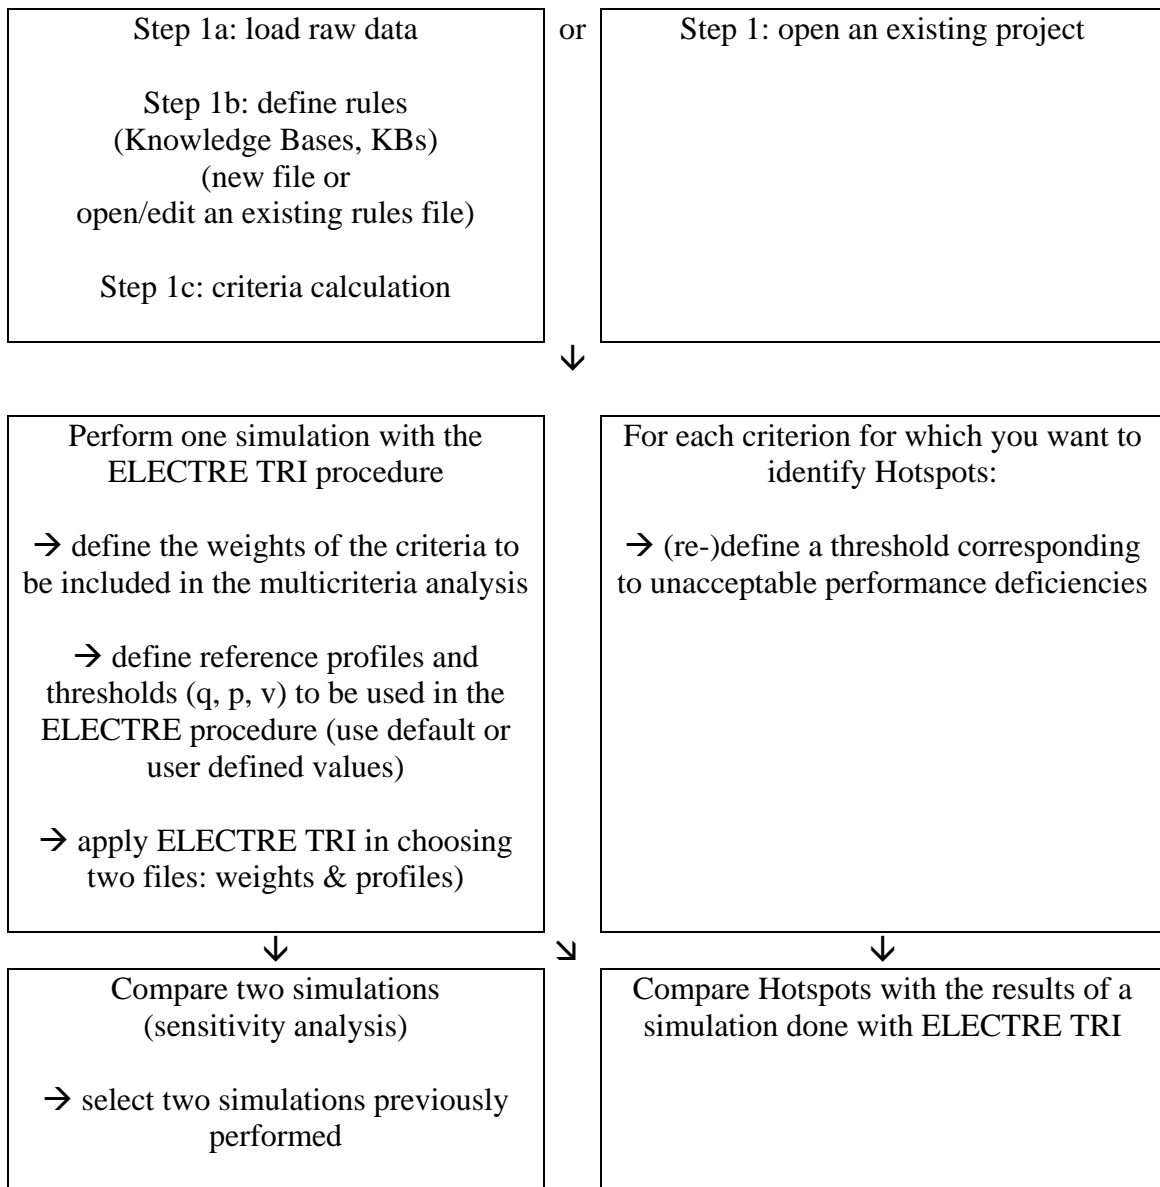 Step 1a: load raw data
Step 1b: define rules
(Knowledge Bases, KBs)
(new file or
open/edit an existing rules file)
Step 1c: criteria calculation
or
Step 1: open an existing project
↓
Perform one simulation with the
ELECTRE TRI procedure
→ define the weights of the criteria to
be included in the multicriteria analysis
→ define reference profiles and
thresholds (q, p, v) to be used in the
ELECTRE procedure (use default or
user defined values)
→ apply ELECTRE TRI in choosing
two files: weights & profiles)
For each criterion for which you want to
identify Hotspots:
→ (re-)define a threshold corresponding
to unacceptable performance deficiencies
↓ ↘ ↓
Compare two simulations
(sensitivity analysis)
→ select two simulations previously
performed
Compare Hotspots with the results of a
simulation done with ELECTRE TRI